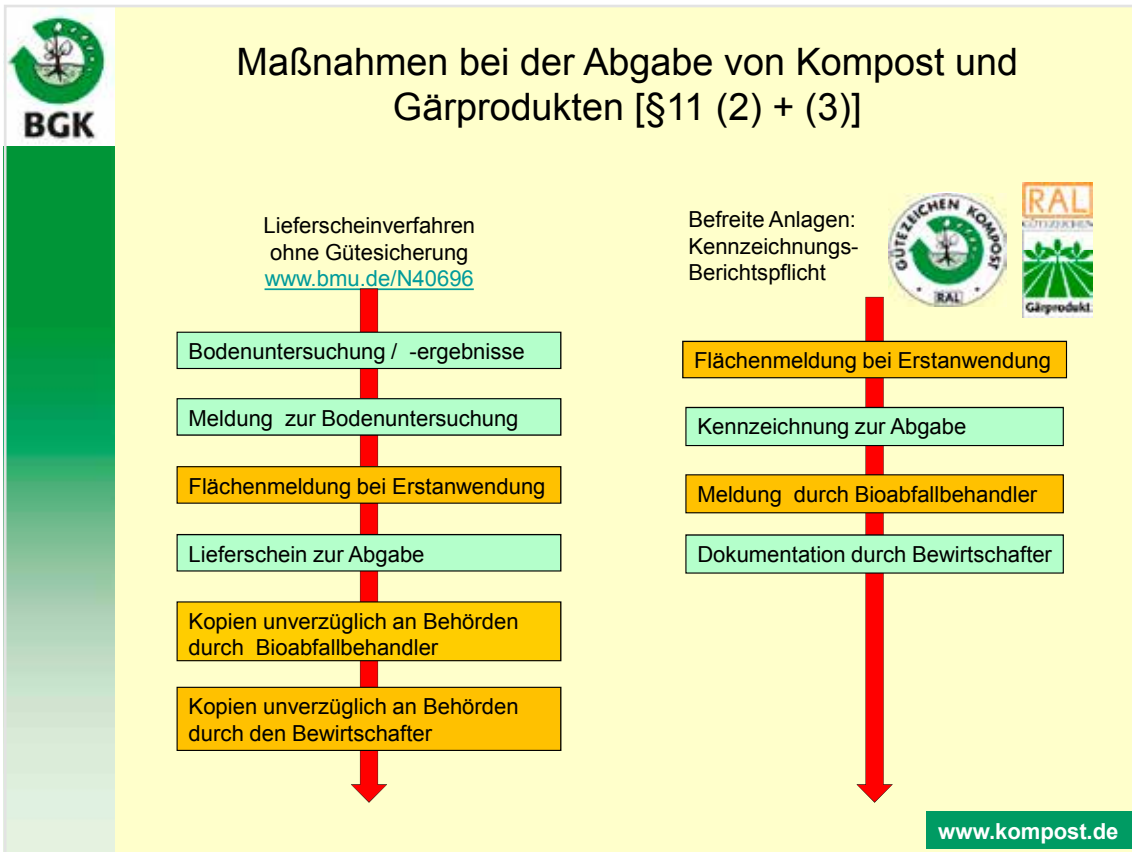 BGK
Maßnahmen bei der Abgabe von Kompost und
Gärprodukten [§11 (2) + (3)]
Lieferscheinverfahren
ohne Gütesicherung
www.bmu.de/N40696
Bodenuntersuchung / -ergebnisse
Meldung zur Bodenuntersuchung
Flächenmeldung bei Erstanwendung
Lieferschein zur Abgabe
Kopien unverzüglich an Behörden
durch Bioabfallbehandler
Kopien unverzüglich an Behörden
durch den Bewirtschafter
Befreite Anlagen:
Kennzeichnungs-
Berichtspflicht
GÜTEZEICHEN KOMPOST
RAL
RAL
GÜTEZEICHEN
Gärprodukt
Flächenmeldung bei Erstanwendung
Kennzeichnung zur Abgabe
Meldung durch Bioabfallbehandler
Dokumentation durch Bewirtschafter
www.kompost.de